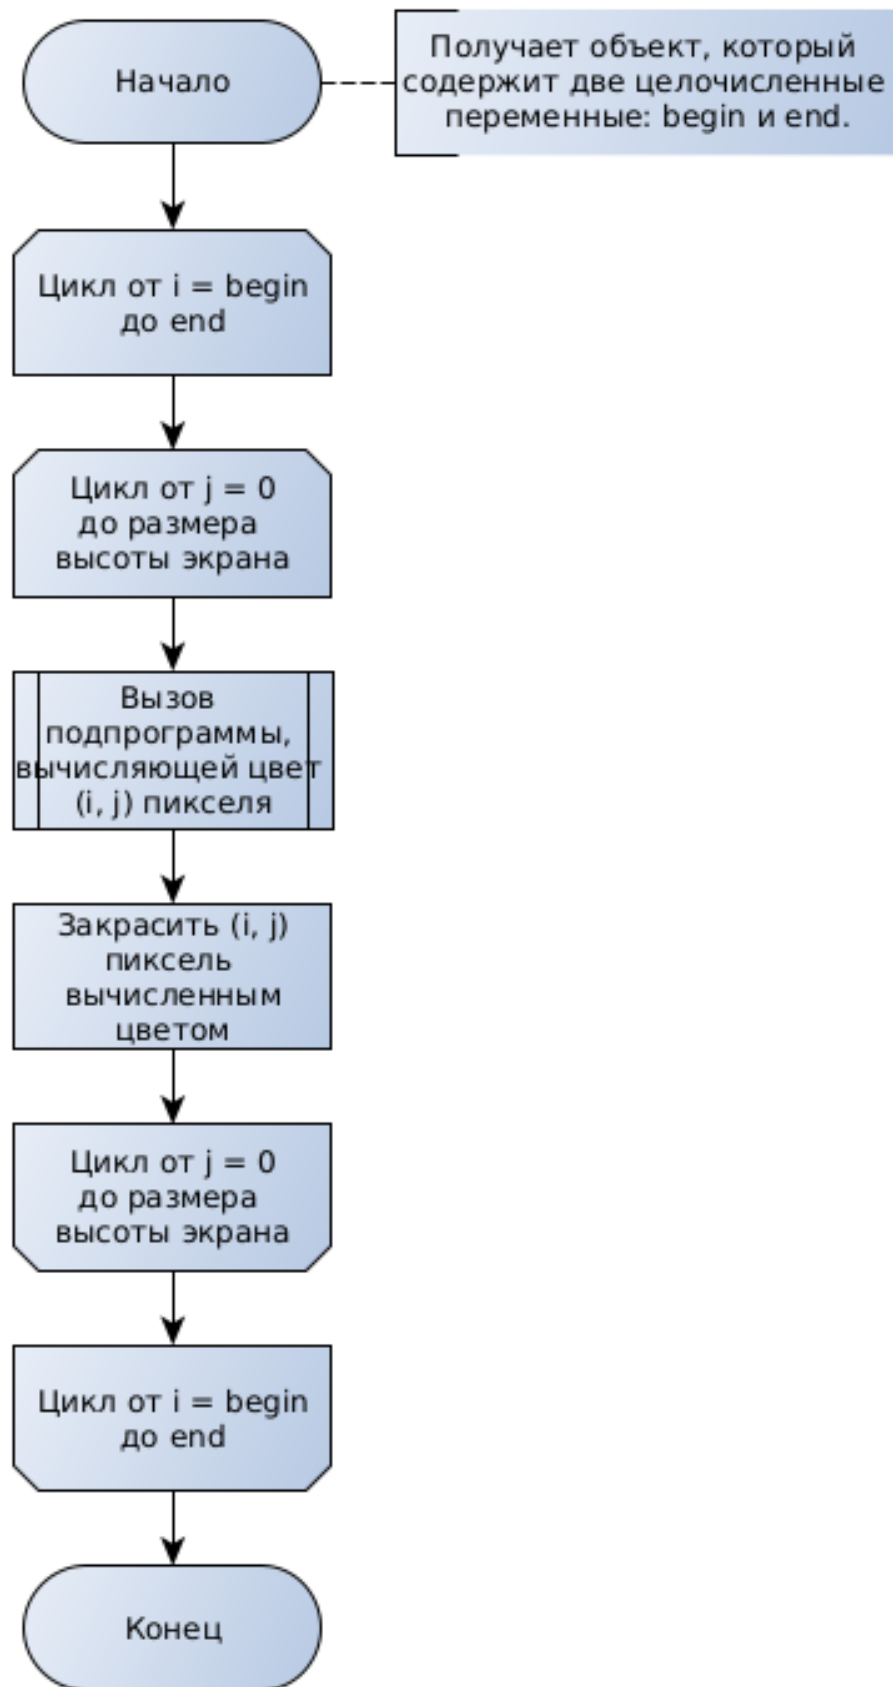 Начало
Получает объект, который
содержит две целочисленные
переменные: begin и end.
Цикл от i = begin
до end
Цикл от j = 0
до размера
высоты экрана
Вызов
подпрограммы,
вычисляющей цвет
(i, j) пикселя
Закрасить (i, j)
пиксель
вычисленным
цветом
Цикл от j = 0
до размера
высоты экрана
Цикл от i = begin
до end
Конец